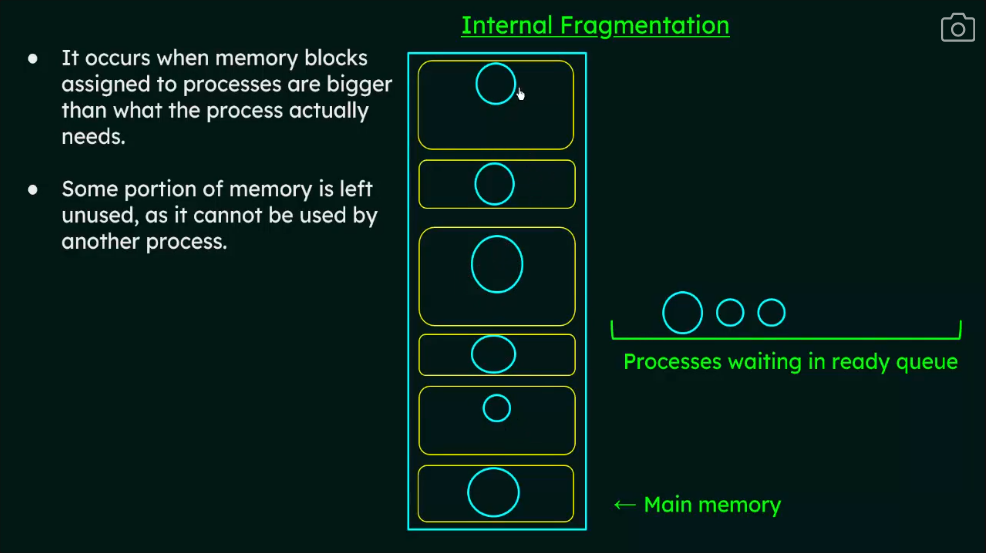 Internal Fragmentation
● It occurs when memory blocks
assigned to processes are bigger
than what the process actually
needs.
● Some portion of memory is left
unused, as it cannot be used by
another process.
Processes waiting in ready queue
← Main memory